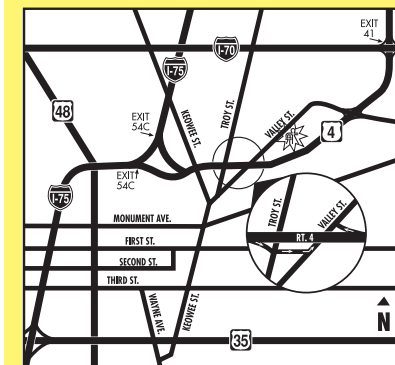 EXIT
41
I-70
I-75
KEOWEE ST.
TROY ST.
48
EXIT
54C
VALLEY ST.
4
EXIT
54C
I-75
TROY ST.
VALLEY ST.
MONUMENT AVE.
FIRST ST.
RT. 4
SECOND ST.
THIRD ST.
WAYNE AVE.
KEOWEE ST.
N
35